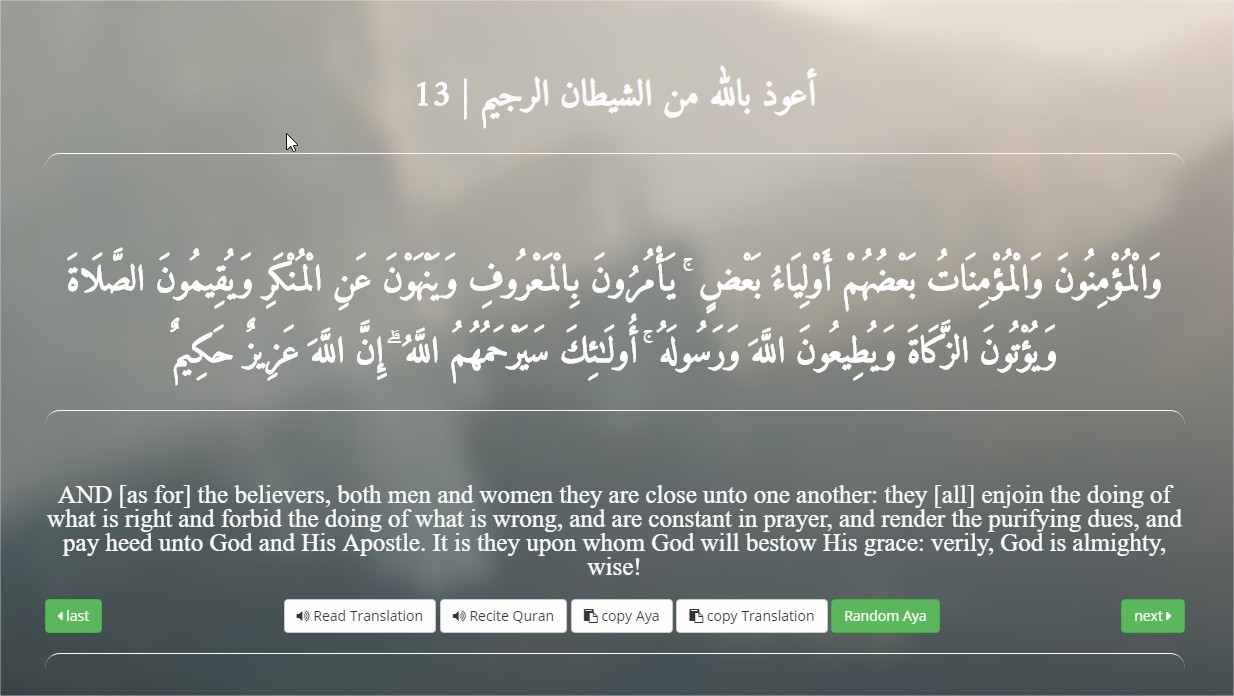 أعوذ بالله من الشيطان الرجيم | 13
وَالْمُؤْمِنُونَ وَالْمُؤْمِنَاتُ بَعْضُهُمْ أَوْلِيَاءُ بَعْضٍ ۚ يَأْمُرُونَ بِالْمَعْرُوفِ وَيَنْهَوْنَ عَنِ الْمُنْكَرِ وَيُقِيمُونَ الصَّلَاةَ
وَيُؤْتُونَ الزَّكَاةَ وَيُطِيعُونَ اللَّهَ وَرَسُولَهُ ۚ أُولَـٰئِكَ سَيَرْحَمُهُمُ اللَّهُ ۗ إِنَّ اللَّهَ عَزِيزٌ حَكِيمٌ
AND [as for] the believers, both men and women they are close unto one another: they [all] enjoin the doing of
what is right and forbid the doing of what is wrong, and are constant in prayer, and render the purifying dues, and
pay heed unto God and His Apostle. It is they upon whom God will bestow His grace: verily, God is almighty,
wise!
last Read Translation Recite Quran copy Aya copy Translation Random Aya next